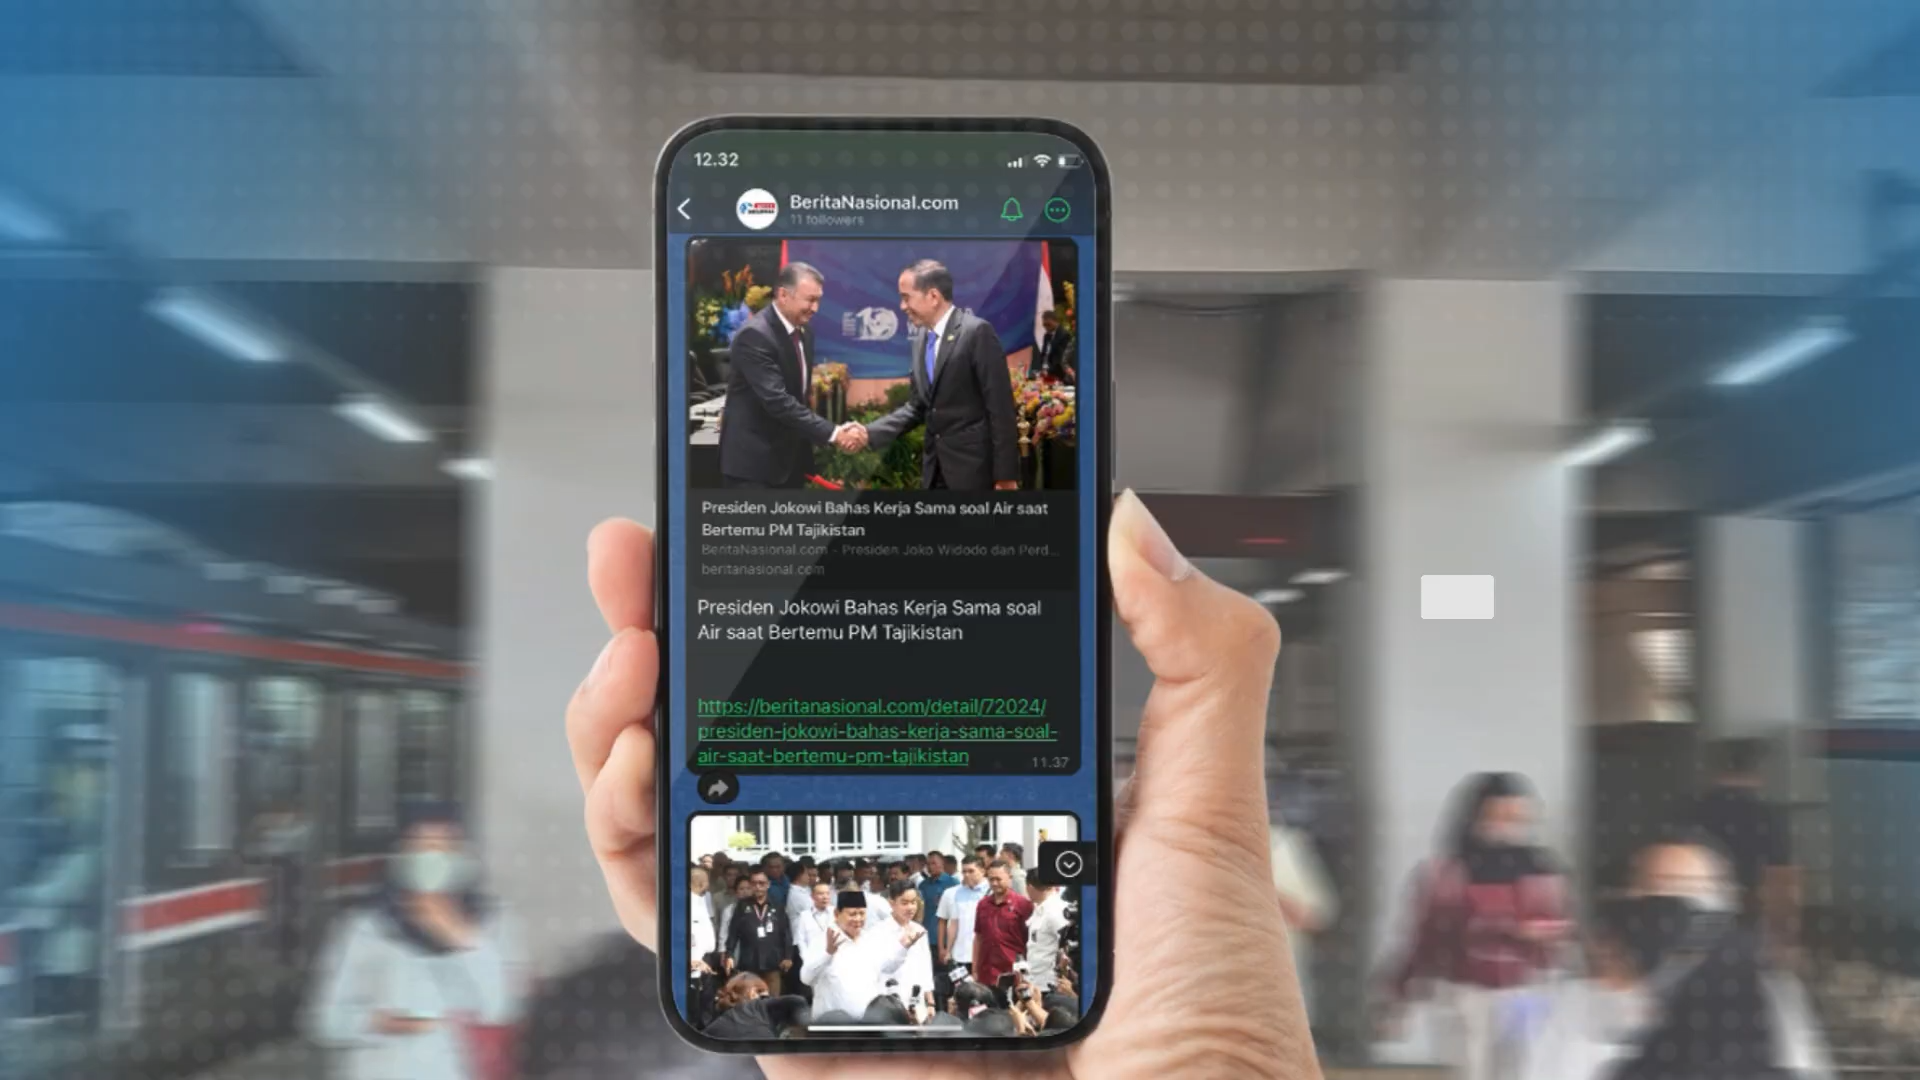 12.32
BeritaNasional.com
11 followers
10
Presiden Jokowi Bahas Kerja Sama soal Air saat
Bertemu PM Tajikistan
BeritaNasional.com - Presiden Joko Widodo dan Perd...
beritanasional.com
Presiden Jokowi Bahas Kerja Sama soal
Air saat Bertemu PM Tajikistan
https://beritanasional.com/detail/72024/
presiden-jokowi-bahas-kerja-sama-soal-
air-saat-bertemu-pm-tajikistan
11.37